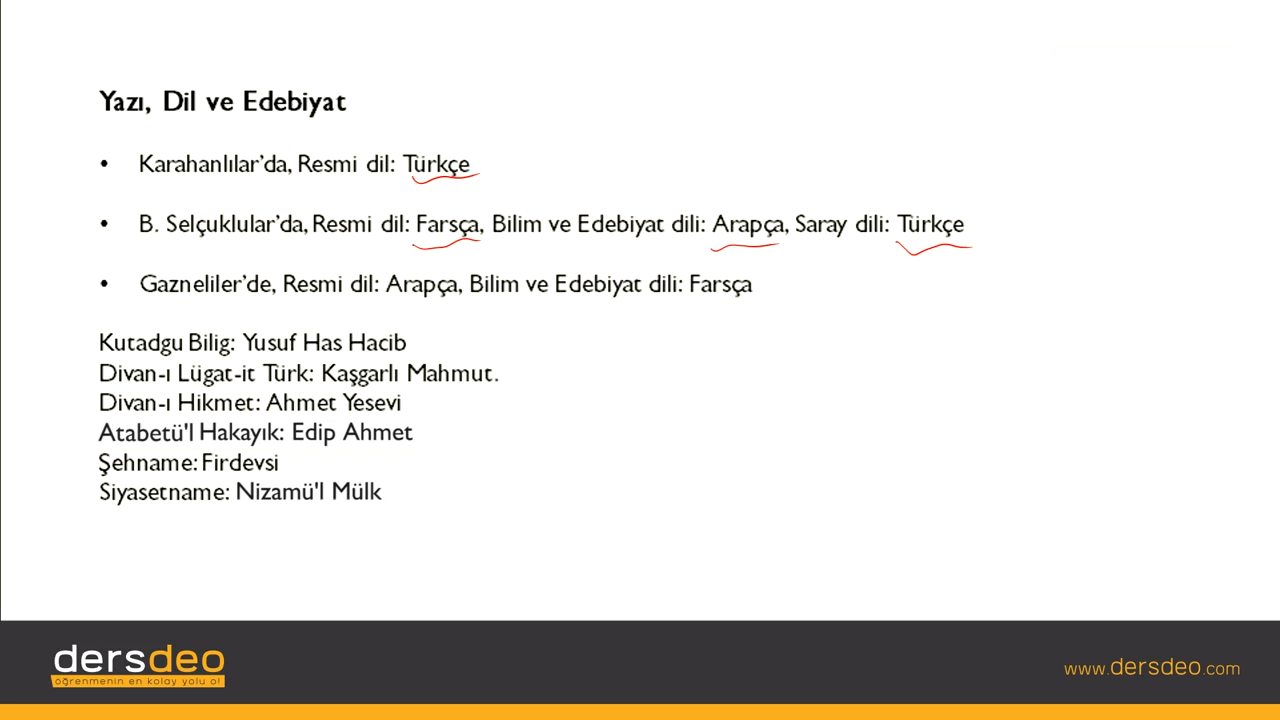 Yazı, Dil ve Edebiyat
• Karahanlılar’da, Resmi dil: Türkçe
• B. Selçuklular’da, Resmi dil: Farsça, Bilim ve Edebiyat dili: Arapça, Saray dili: Türkçe
• Gazneliler’de, Resmi dil: Arapça, Bilim ve Edebiyat dili: Farsça
Kutadgu Bilig: Yusuf Has Hacib
Divan-ı Lügat-it Türk: Kaşgarlı Mahmut.
Divan-ı Hikmet: Ahmet Yesevi
Atabetü'l Hakayık: Edip Ahmet
Şehname: Firdevsi
Siyasetname: Nizamü'l Mülk
dersdeo
öğrenmenin en kolay yolu o!
www.dersdeo.com